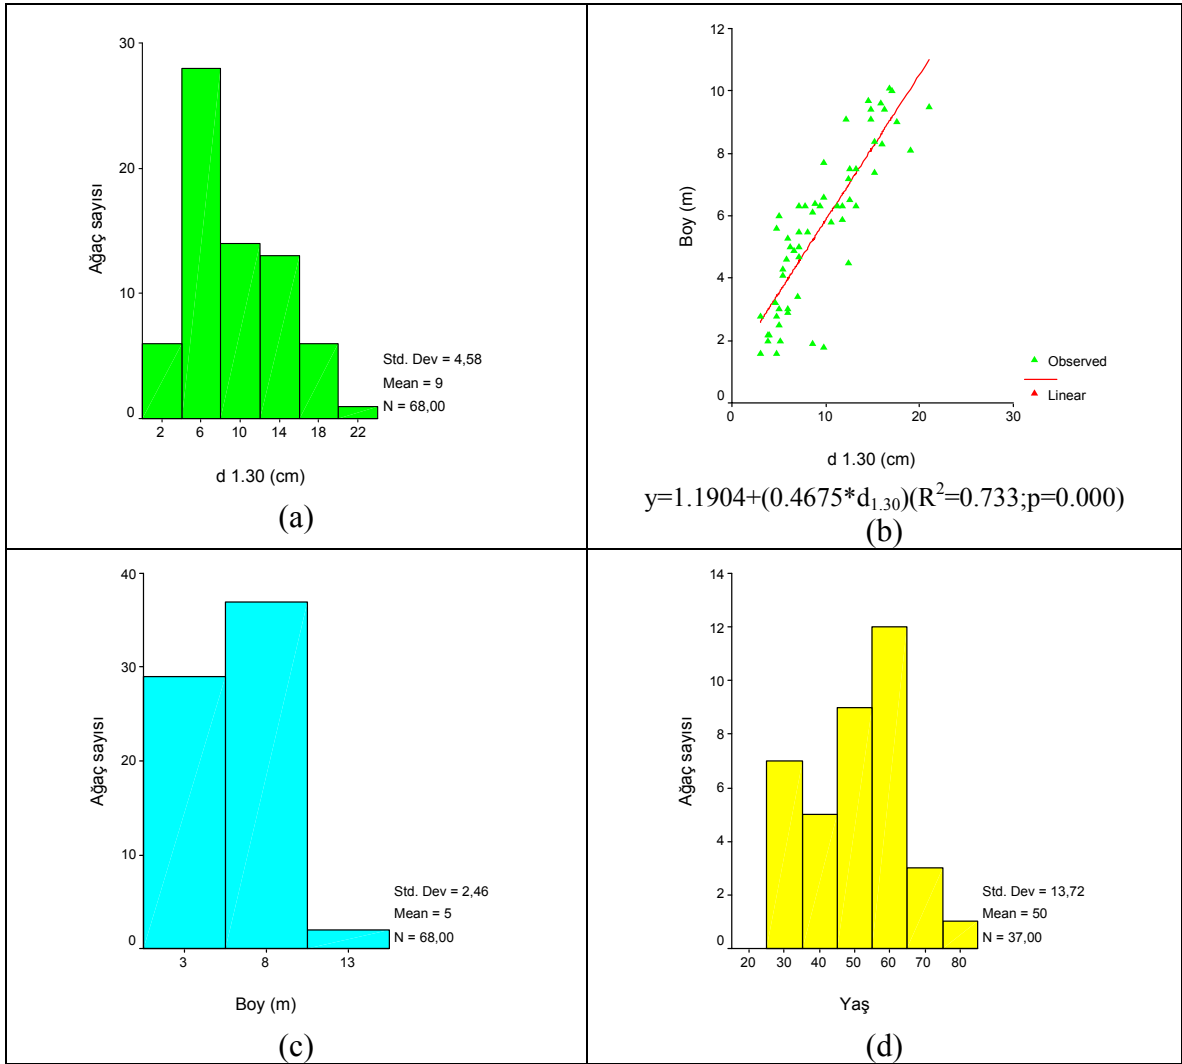 30
20
10
0
Ağaç sayısı
2 6 10 14 18 22
d 1.30 (cm)
Std. Dev = 4,58
Mean = 9
N = 68,00
(a)
12
10
8
6
4
2
0
Boy (m)
0 10 20 30
d 1.30 (cm)
Observed
Linear
y=1.1904+(0.4675*d1.30)(R2=0.733;p=0.000)
(b)
40
30
20
10
0
Ağaç sayısı
3 8 13
Boy (m)
Std. Dev = 2,46
Mean = 5
N = 68,00
(c)
14
12
10
8
6
4
2
0
Ağaç sayısı
20 30 40 50 60 70 80
Yaş
Std. Dev = 13,72
Mean = 50
N = 37,00
(d)